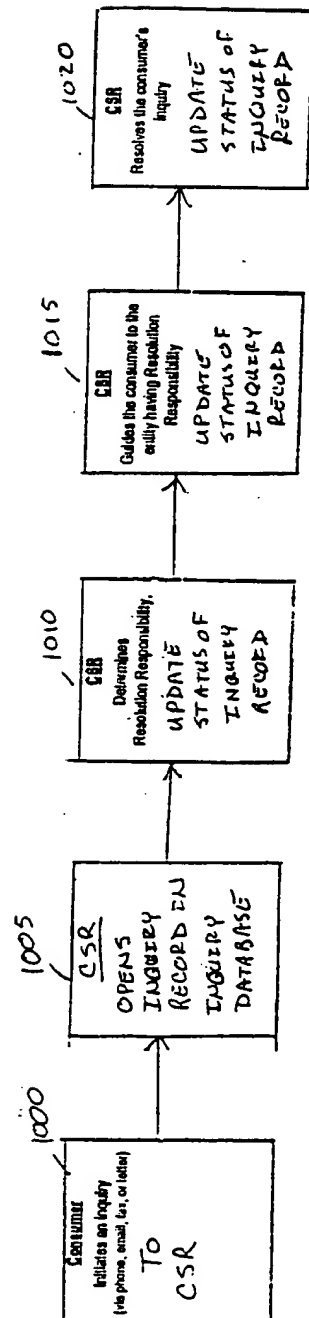 1000
Consumer
Initiates an Inquiry
(via phone, email, fax, or letter)
TO
CSR
1005
CSR
OPENS
INQUIRY
RECORD IN
INQUIRY
DATABASE
1010
CSR
Determines
Resolution Responsibility,
UPDATE
STATUS OF
INQUIRY
RECORD
1015
CSR
Guides the consumer to the
entity having Resolution
Responsibility
UPDATE
STATUS OF
INQUIRY
RECORD
1020
CSR
Resolves the consumer's
Inquiry
UPDATE
STATUS OF
INQUIRY
RECORD